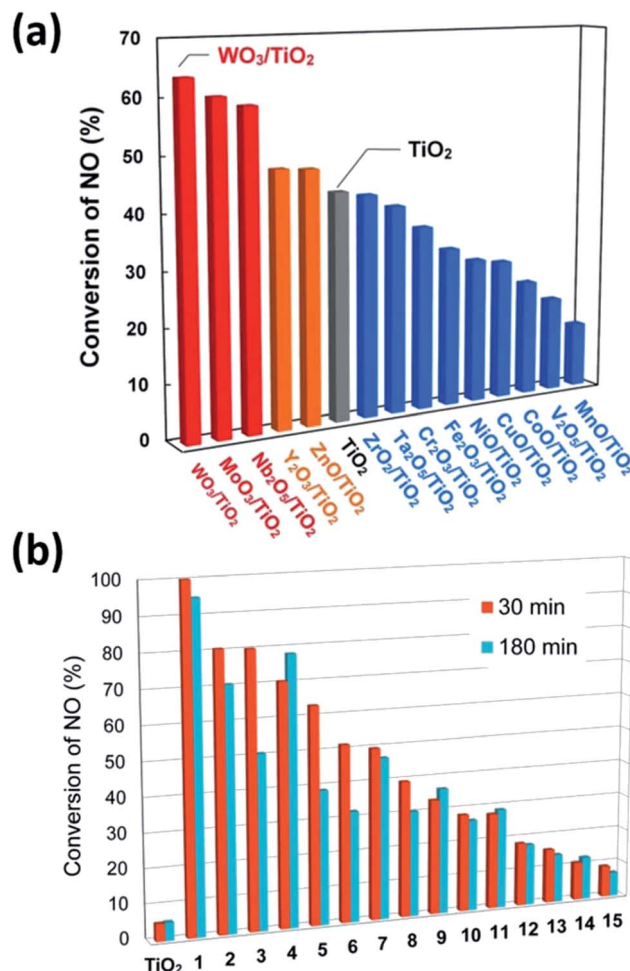 (a)
70
60
50
40
30
20
10
0
Conversion of NO (%)
WO₃/TiO₂
TiO₂
WO₃/TiO₂
MoO₃/TiO₂
Nb₂O₅/TiO₂
Y₂O₃/TiO₂
ZnO/TiO₂
TiO₂
ZrO₂/TiO₂
Ta₂O₅/TiO₂
Cr₂O₃/TiO₂
Fe₂O₃/TiO₂
NiO/TiO₂
CuO/TiO₂
CoO/TiO₂
V₂O₅/TiO₂
MnO/TiO₂
(b)
100
90
80
70
60
50
40
30
20
10
0
Conversion of NO (%)
30 min
180 min
TiO₂ 1 2 3 4 5 6 7 8 9 10 11 12 13 14 15